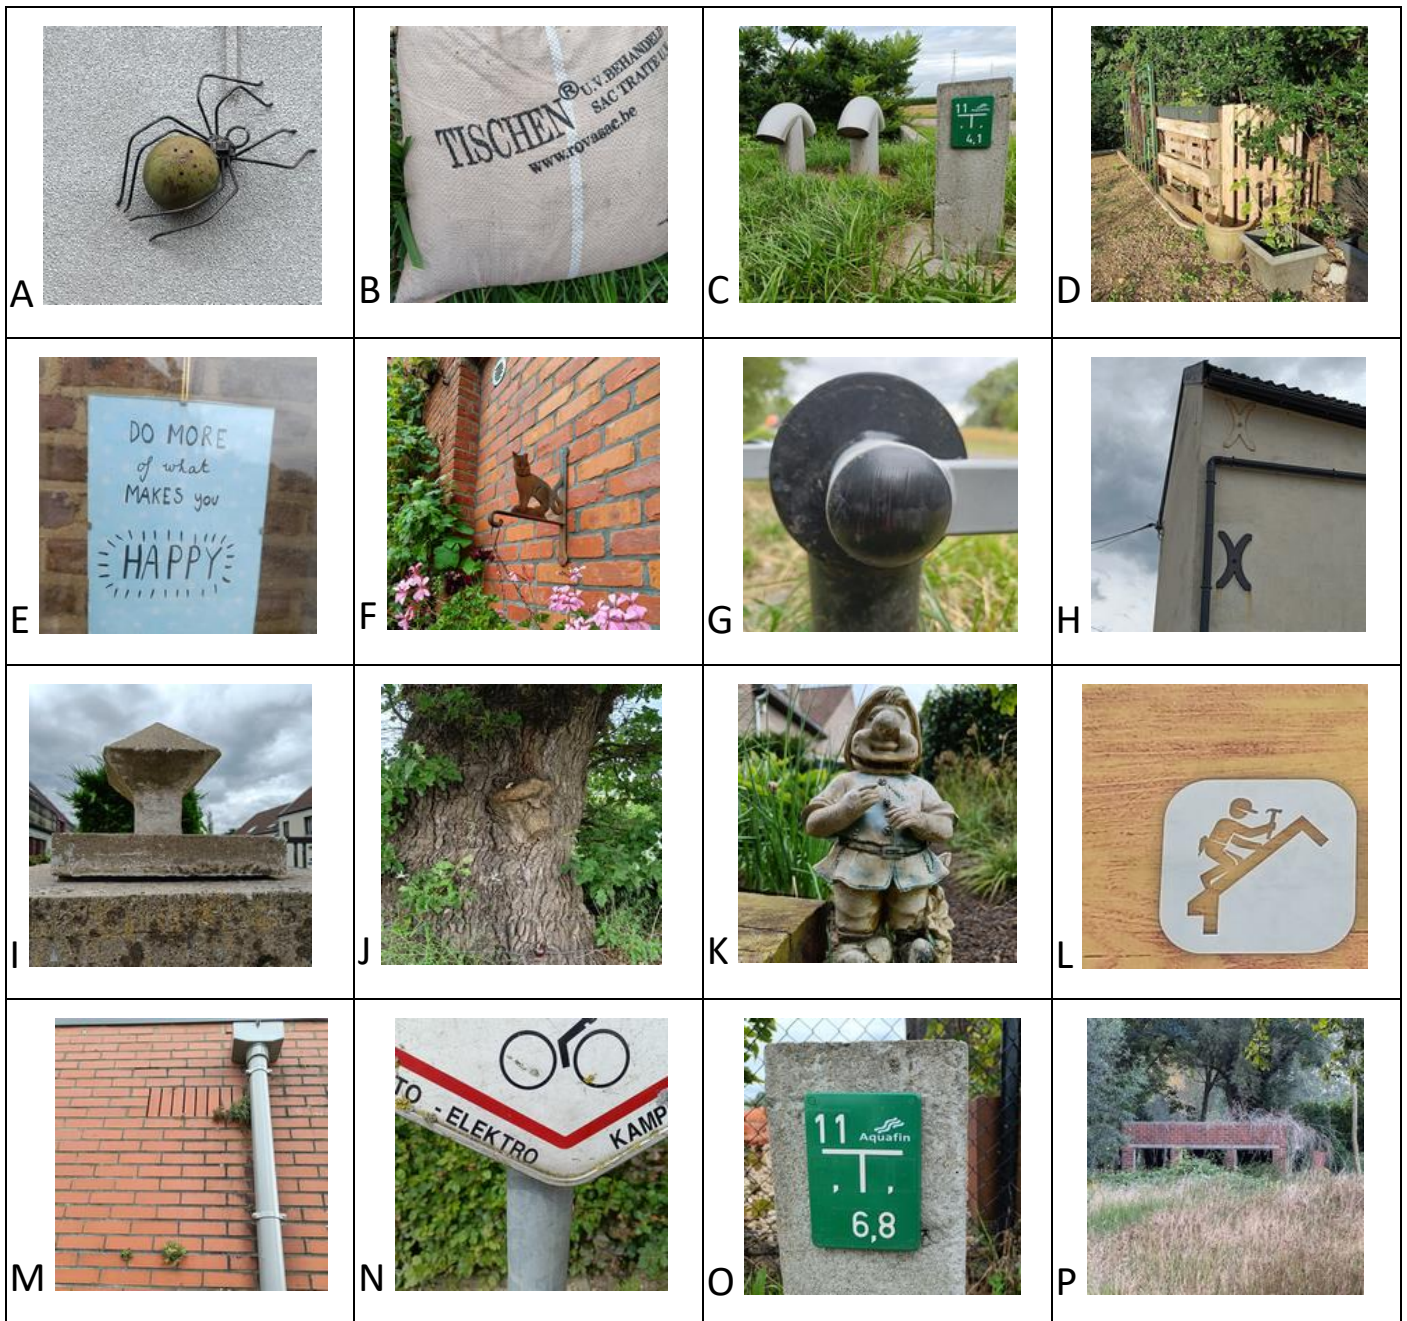 A
TISCHEN®
U.V. BEHANDELD
SAC TRAITE U.
www.rovasac.be
B
11
4,1
C
D
DO MORE
of what
MAKES you
HAPPY
E
F
G
H
I
J
K
L
M
TO - ELEKTRO
KAMP
N
11
Aquafin
, ,
6,8
O
P